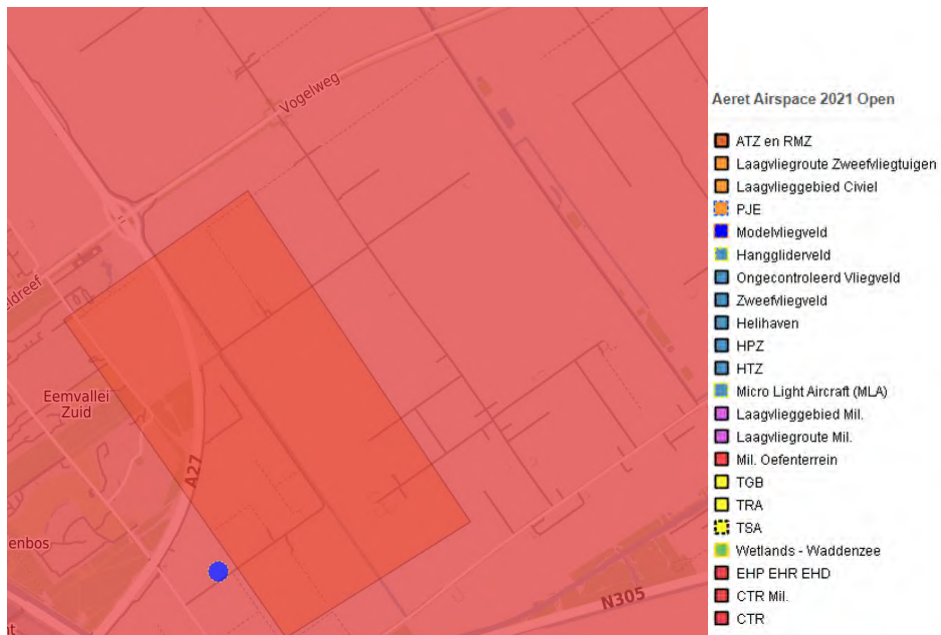 Vogelweg
ldreef
Eemvallei
Zuid
A27
enbos
N305
t
Aeret Airspace 2021 Open
ATZ en RMZ
Laagvliegroute Zweefvliegtuigen
Laagvlieggebied Civiel
PJE
Modelvliegveld
Hanggliderveld
Ongecontroleerd Vliegveld
Zweefvliegveld
Helihaven
HPZ
HTZ
Micro Light Aircraft (MLA)
Laagvlieggebied Mil.
Laagvliegroute Mil.
Mil. Oefenterrein
TGB
TRA
TSA
Wetlands - Waddenzee
EHP EHR EHD
CTR Mil.
CTR